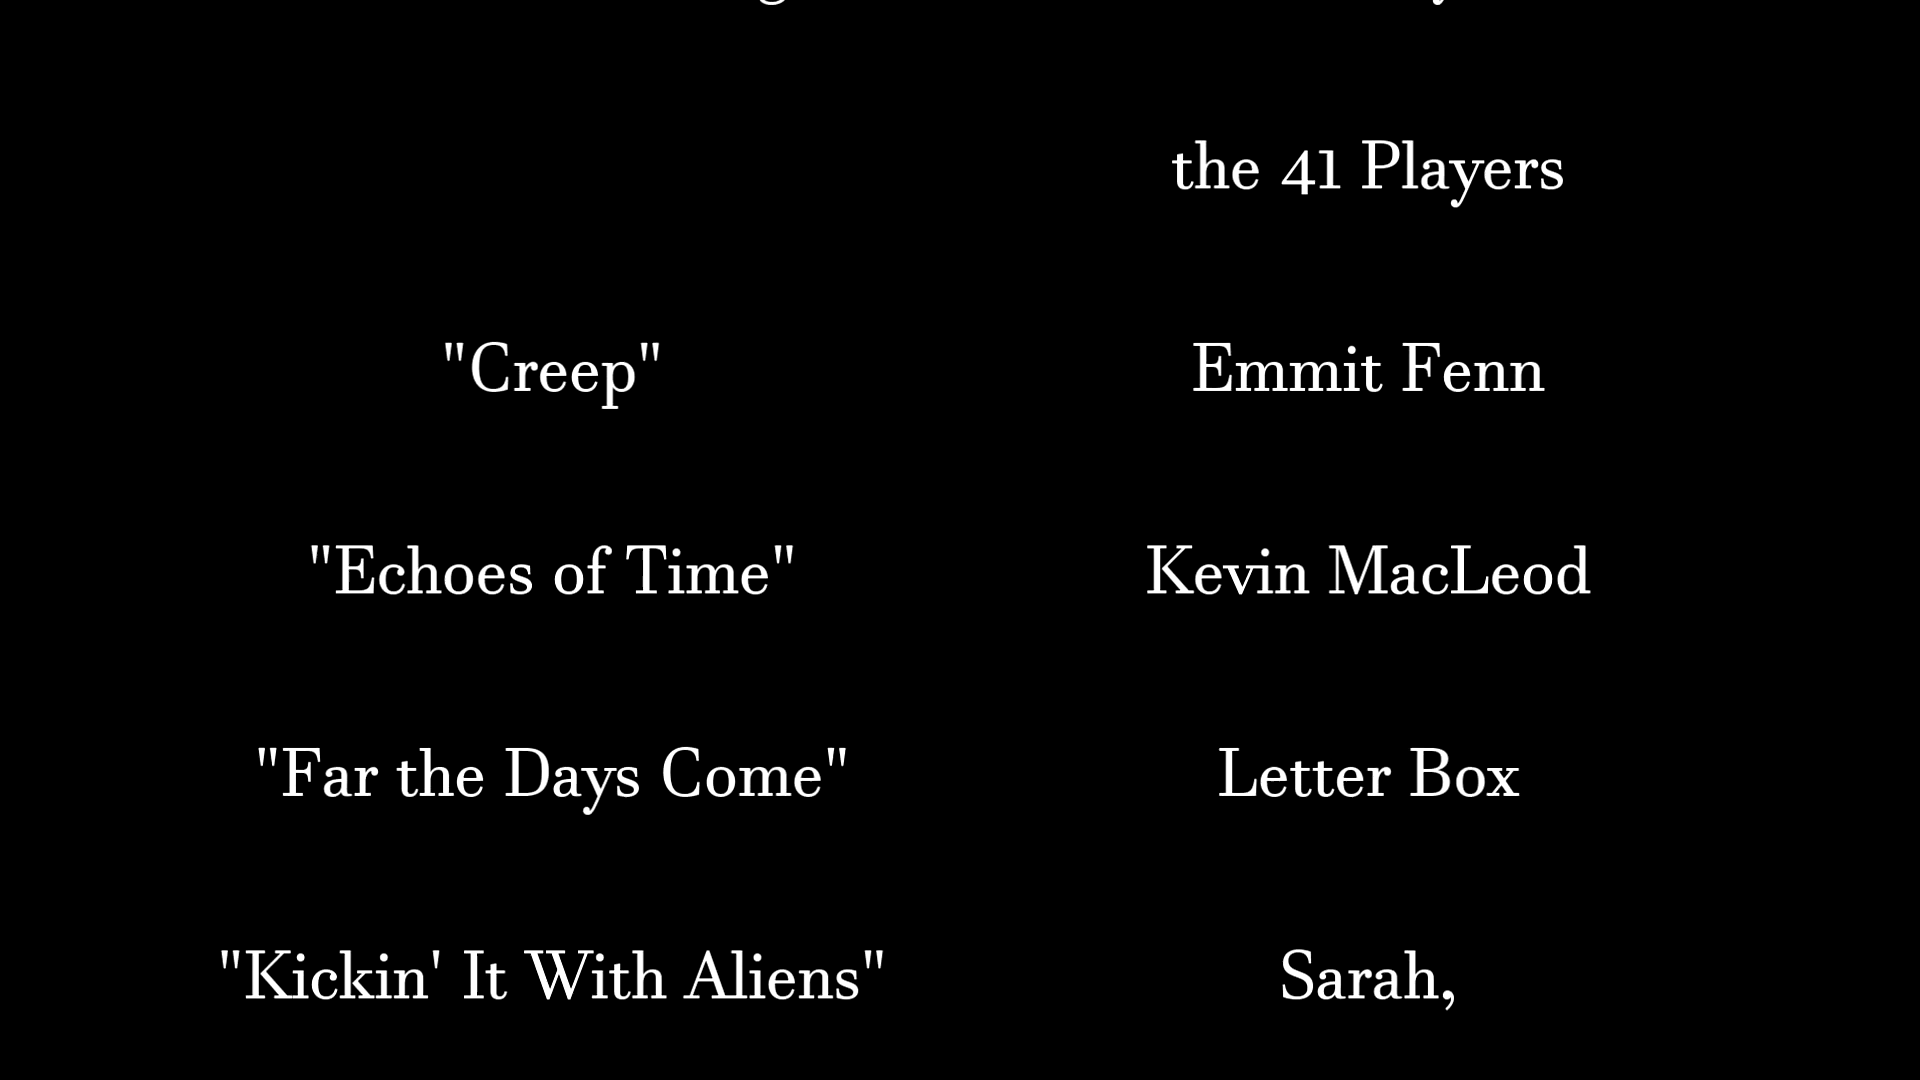 the 41 Players
"Creep" Emmit Fenn
"Echoes of Time" Kevin MacLeod
"Far the Days Come" Letter Box
"Kickin' It With Aliens" Sarah,